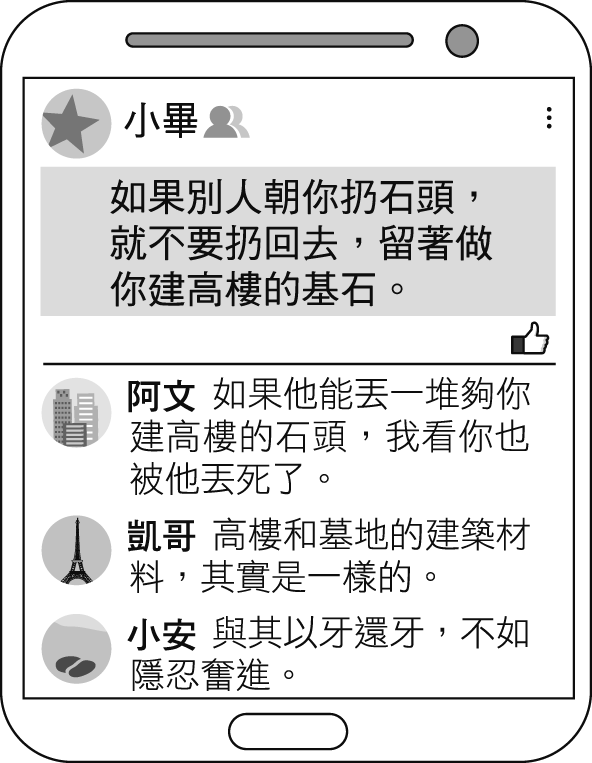 小畢
如果別人朝你扔石頭，
就不要扔回去，留著做
你建高樓的基石。
阿文 如果他能丟一堆夠你
建高樓的石頭，我看你也
被他丟死了。
凱哥 高樓和墓地的建築材
料，其實是一樣的。
小安 與其以牙還牙，不如
隱忍奮進。